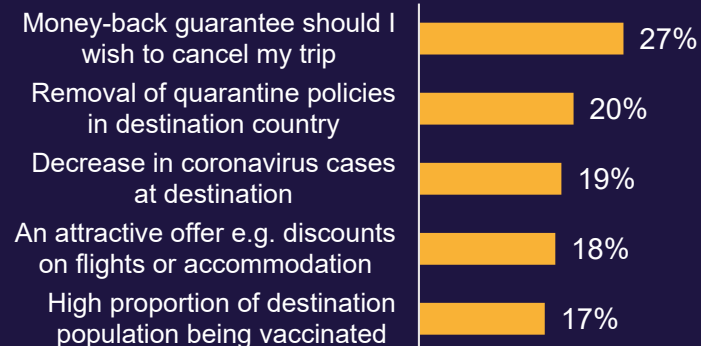 Money-back guarantee should I
wish to cancel my trip
27%
Removal of quarantine policies
in destination country
20%
Decrease in coronavirus cases
at destination
19%
An attractive offer e.g. discounts
on flights or accommodation
18%
High proportion of destination
population being vaccinated
17%